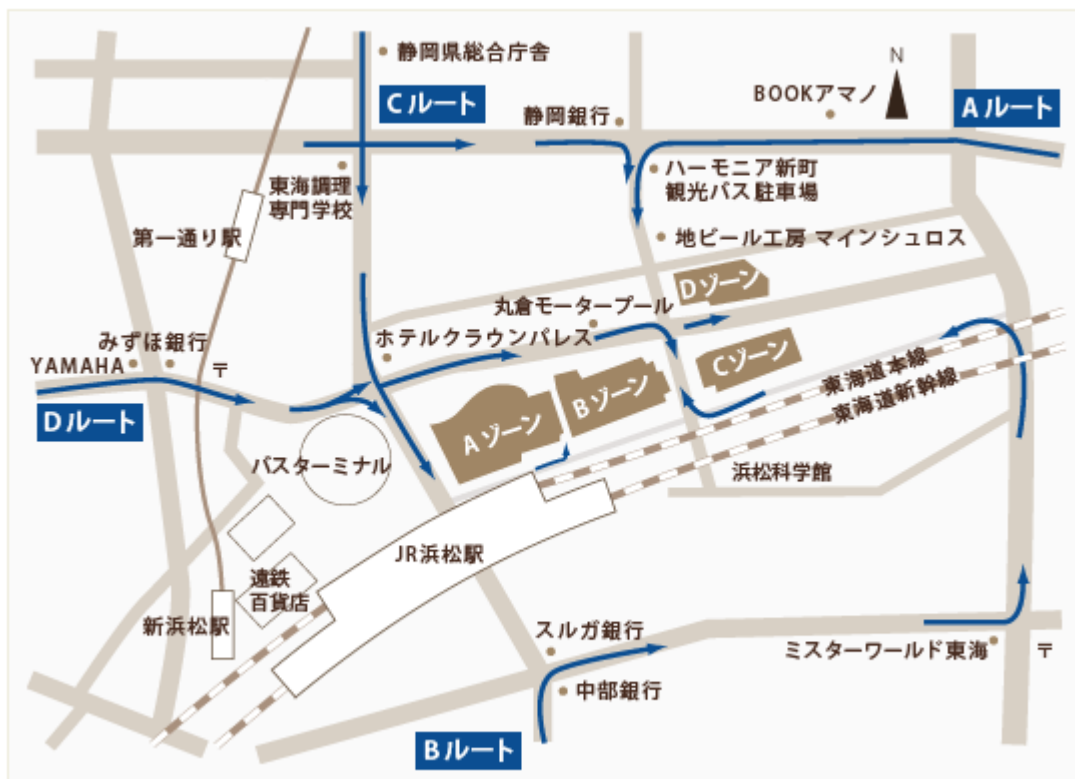 静岡県総合庁舎
N
BOOKアマノ
Cルート
静岡銀行
Aルート
東海調理
専門学校
ハーモニア新町
観光バス駐車場
第一通り駅
地ビール工房 マインシュロス
Dゾーン
丸倉モータープール
みずほ銀行
ホテルクラウンパレス
YAMAHA
〒
Cゾーン
東海道本線
東海道新幹線
Dルート
Bゾーン
Aゾーン
バスターミナル
浜松科学館
JR浜松駅
遠鉄
百貨店
新浜松駅
スルガ銀行
ミスターワールド東海
〒
中部銀行
Bルート